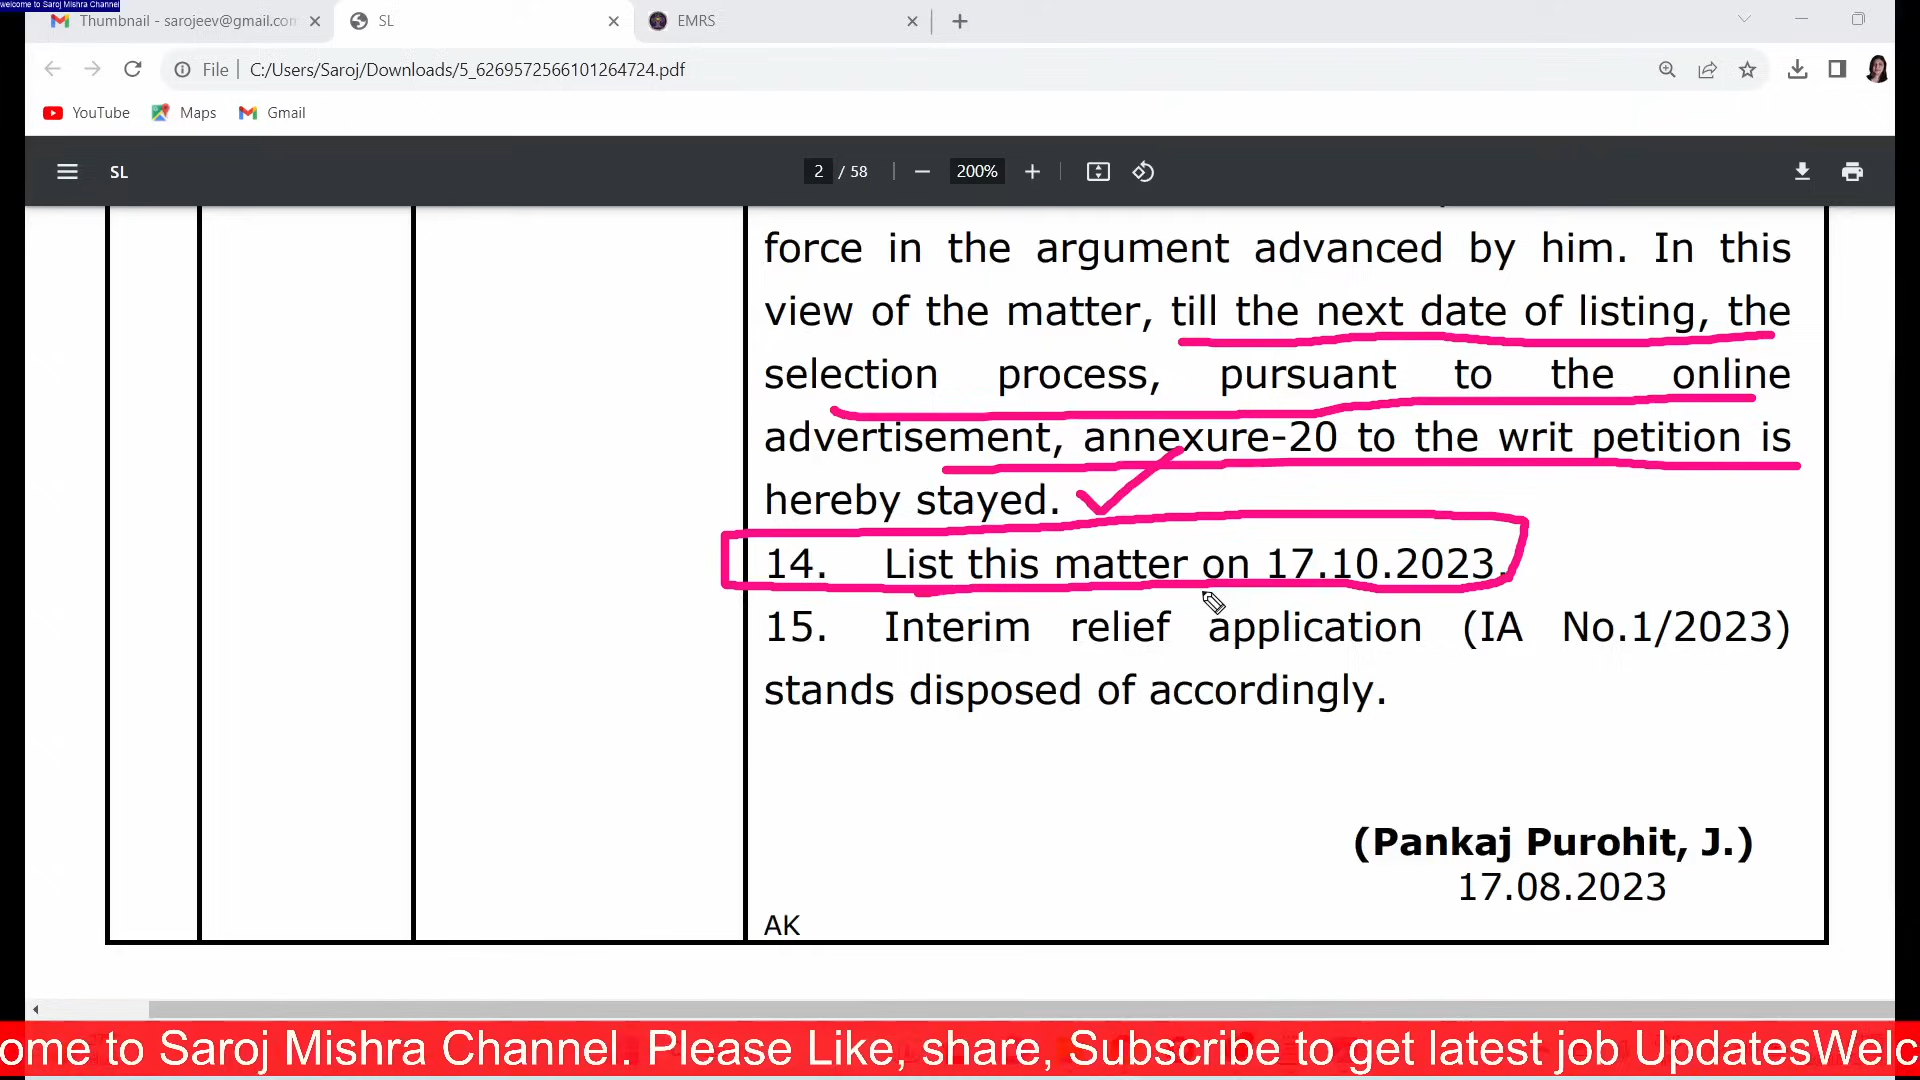 welcome to Saroj Mishra Channel
Thumbnail - sarojeev@gmail.com
SL
EMRS
File
C:/Users/Saroj/Downloads/5_6269572566101264724.pdf
YouTube
Maps
Gmail
SL
2 / 58
200%
force in the argument advanced by him. In this
view of the matter, till the next date of listing, the
selection process, pursuant to the online
advertisement, annexure-20 to the writ petition is
hereby stayed.
14. List this matter on 17.10.2023.
15. Interim relief application (IA No.1/2023)
stands disposed of accordingly.
(Pankaj Purohit, J.)
17.08.2023
AK
ome to Saroj Mishra Channel. Please Like, share, Subscribe to get latest job UpdatesWelc